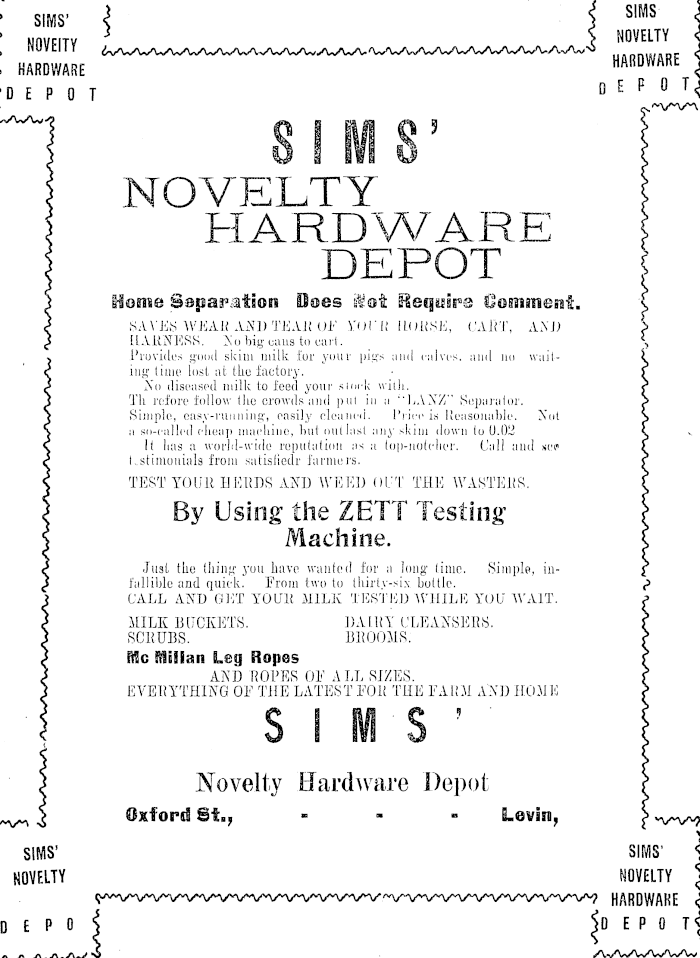 SIMS'
NOVEITY
HARDWARE
DEPOT
SIMS
NOVELTY
HARDWARE
DEPOT
SIMS'
NOVELTY
HARDWARE
DEPOT
Home Separation Does Not Require Comment.
SAVES WEAR AND TEAR OF YOUR HORSE, CART, AND
HARNESS. No big cans to cart.
Provides good skim milk for your pigs and calves, and no wait-
ing time lost at the factory.
No diseased milk to feed your stock with.
Th refore follow the crowds and put in a "LANZ" Separator.
Simple, easy-running, easily cleaned. Price is Reasonable. Not
a so-called cheap machine, but outlast any skim down to 0.02
It has a world-wide reputation as a top-notcher. Call and see
t stimonials from satisfiedr farmers.
TEST YOUR HERDS AND WEED OUT THE WASTERS.
By Using the ZETT Testing
Machine.
Just the thing you have wanted for a long time. Simple, in-
fallible and quick. From two to thirty-six bottle.
CALL AND GET YOUR MILK TESTED WHILE YOU WAIT.
MILK BUCKETS. DAIRY CLEANSERS.
SCRUBS. BROOMS.
Mc Millan Leg Ropes
AND ROPES OF ALL SIZES.
EVERYTHING OF THE LATEST FOR THE FARM AND HOME
SIMS'
Novelty Hardware Depot
Oxford St., - - - Levin,
SIMS'
NOVELTY
DEPO
SIMS'
NOVELTY
HARDWARE
DEPOT